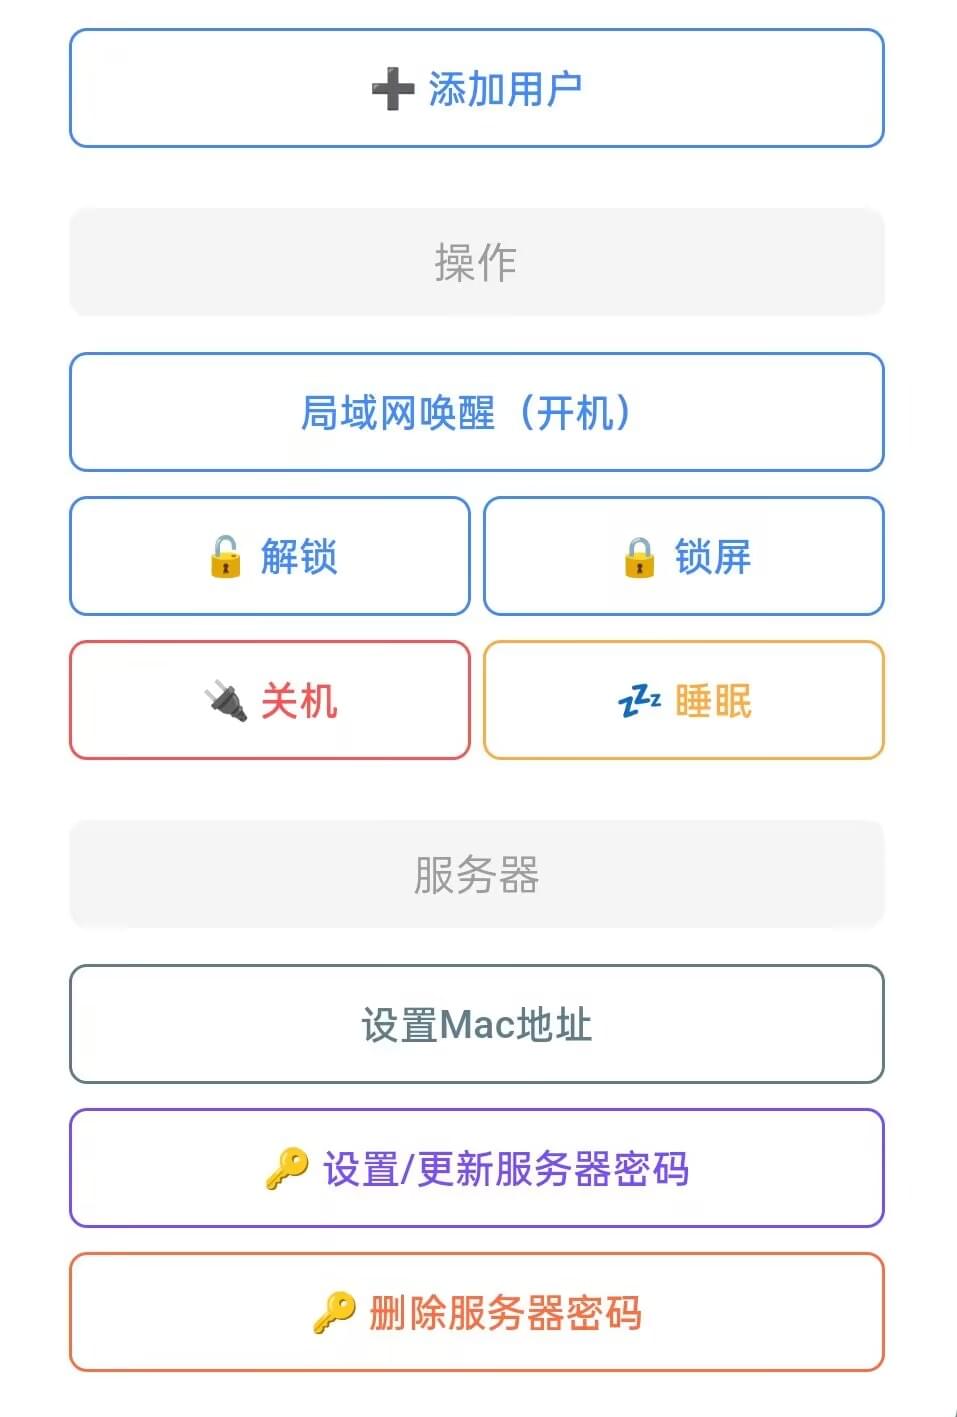 ➕ 添加用户
操作
局域网唤醒（开机）
🔓 解锁
🔒 锁屏
🔌 关机
💤 睡眠
服务器
设置Mac地址
🔑 设置/更新服务器密码
🔑 删除服务器密码